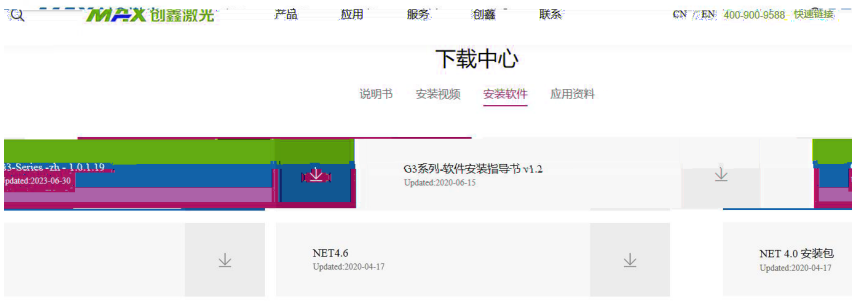 MAX 创鑫激光 产品 应用 服务 创鑫 联系 CN / EN 400-900-9588 快速链接
下载中心
说明书 安装视频 安装软件 应用资料
G3-Series -zh - 1.0.1.19
Updated:2023-06-30
G3系列-软件安装指导节 v1.2
Updated:2020-06-15
NET4.6
Updated:2020-04-17
NET 4.0 安装包
Updated:2020-04-17